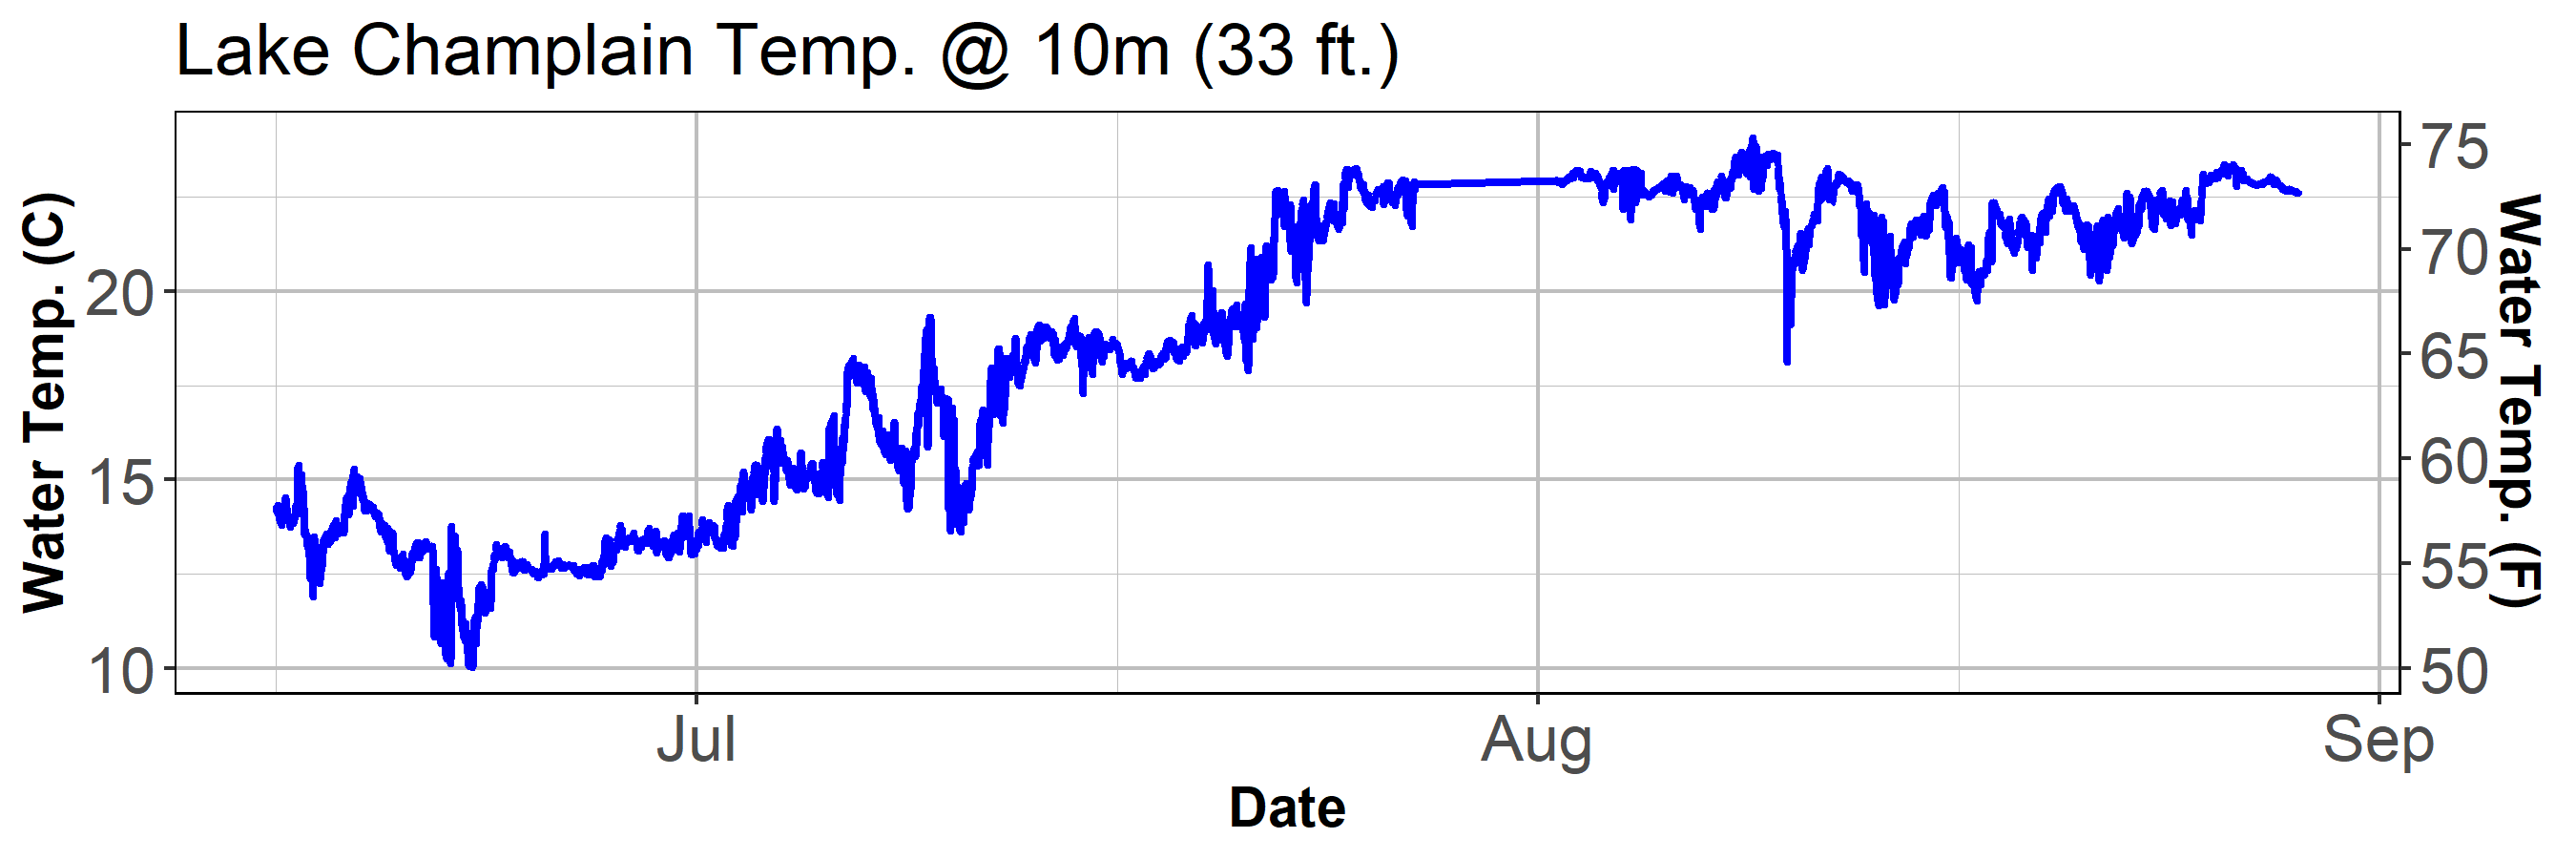 Lake Champlain Temp. @ 10m (33 ft.)
Water Temp. (C)
20
15
10
75
70
65
60
55
50
Water Temp. (F)
Jul
Aug
Sep
Date